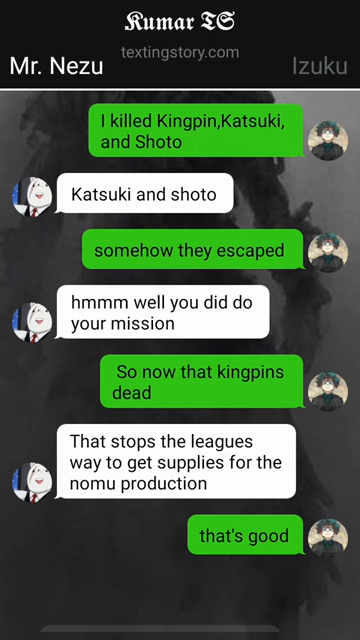 Kumar TS
textingstory.com
Mr. Nezu
Izuku
I killed Kingpin,Katsuki,
and Shoto
Katsuki and shoto
somehow they escaped
hmmm well you did do
your mission
So now that kingpins
dead
That stops the leagues
way to get supplies for the
nomu production
that's good